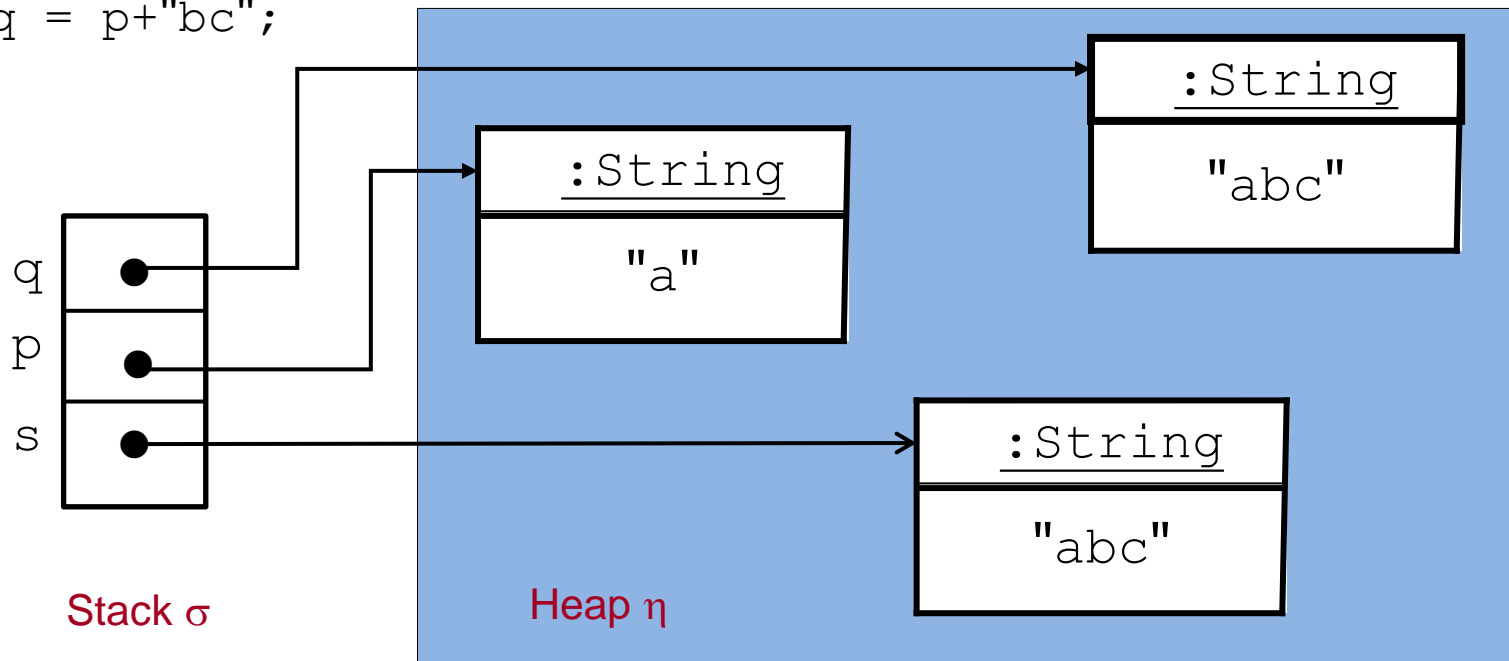 q = p+"bc";
:String
"abc"
:String
"a"
q
p
s
:String
"abc"
Stack σ
Heap η